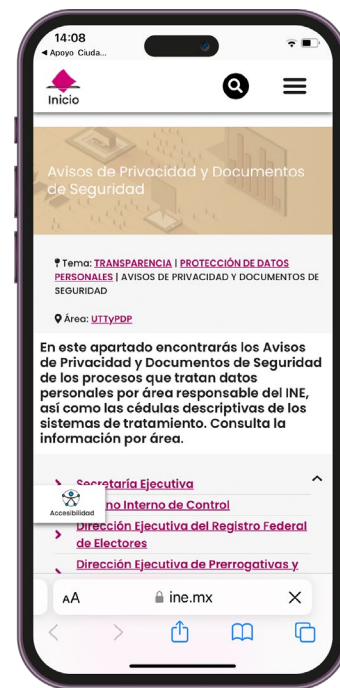 14:08
◀ Apoyo Ciuda...
Inicio
Avisos de Privacidad y Documentos
de Seguridad
Tema: TRANSPARENCIA | PROTECCIÓN DE DATOS
PERSONALES | AVISOS DE PRIVACIDAD Y DOCUMENTOS DE
SEGURIDAD
Área: UTTyPDP
En este apartado encontrarás los Avisos
de Privacidad y Documentos de Seguridad
de los procesos que tratan datos
personales por área responsable del INE,
así como las cédulas descriptivas de los
sistemas de tratamiento. Consulta la
información por área.
Secretaría Ejecutiva
no Interno de Control
Accesibilidad
Dirección Ejecutiva del Registro Federal
de Electores
Dirección Ejecutiva de Prerrogativas y
AA
ine.mx